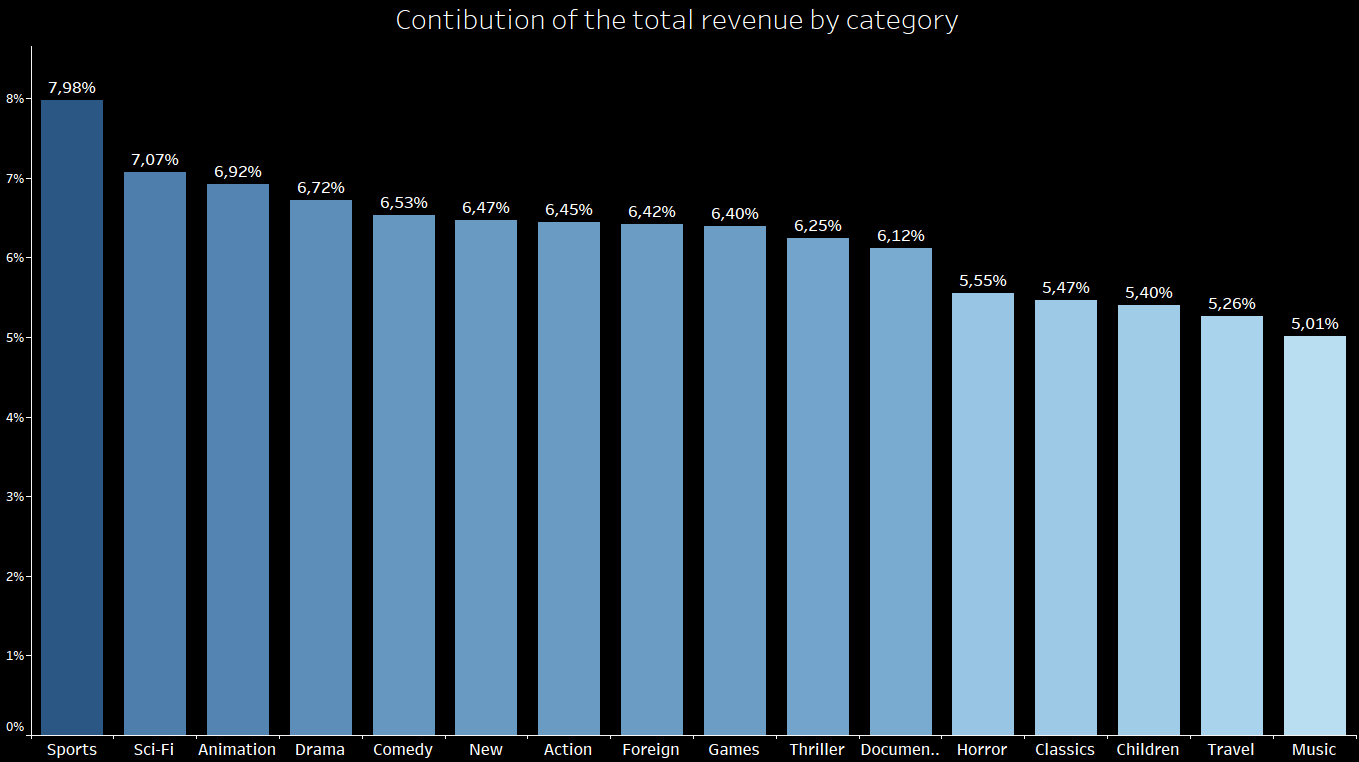 Contibution of the total revenue by category
8%
7%
6%
5%
4%
3%
2%
1%
0%
7,98%
7,07%
6,92%
6,72%
6,53%
6,47%
6,45%
6,42%
6,40%
6,25%
6,12%
5,55%
5,47%
5,40%
5,26%
5,01%
Sports
Sci-Fi
Animation
Drama
Comedy
New
Action
Foreign
Games
Thriller
Documen..
Horror
Classics
Children
Travel
Music